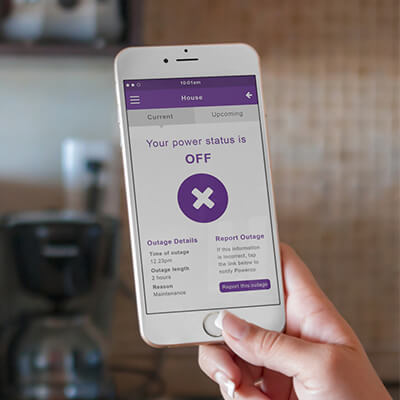 10:01am
House
Current Upcoming
Your power status is
OFF
Outage Details
Time of outage
12.23pm
Outage length
2 hours
Reason
Maintenance
Report Outage
If this information
is incorrect, tap
the link below to
notify Powerco
Report this outage